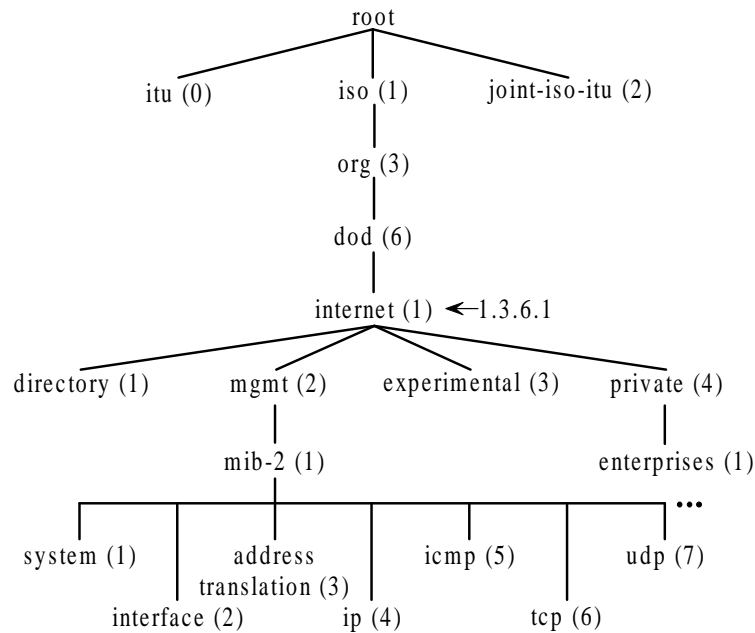 root
itu (0)
iso (1)
joint-iso-itu (2)
org (3)
dod (6)
internet (1)
1.3.6.1
directory (1)
mgmt (2)
experimental (3)
private (4)
mib-2 (1)
enterprises (1)
...
system (1)
address
translation (3)
icmp (5)
udp (7)
interface (2)
ip (4)
tcp (6)